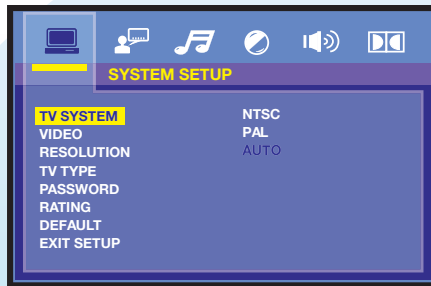 SYSTEM SETUP
TV SYSTEM NTSC
VIDEO PAL
RESOLUTION AUTO
TV TYPE
PASSWORD
RATING
DEFAULT
EXIT SETUP